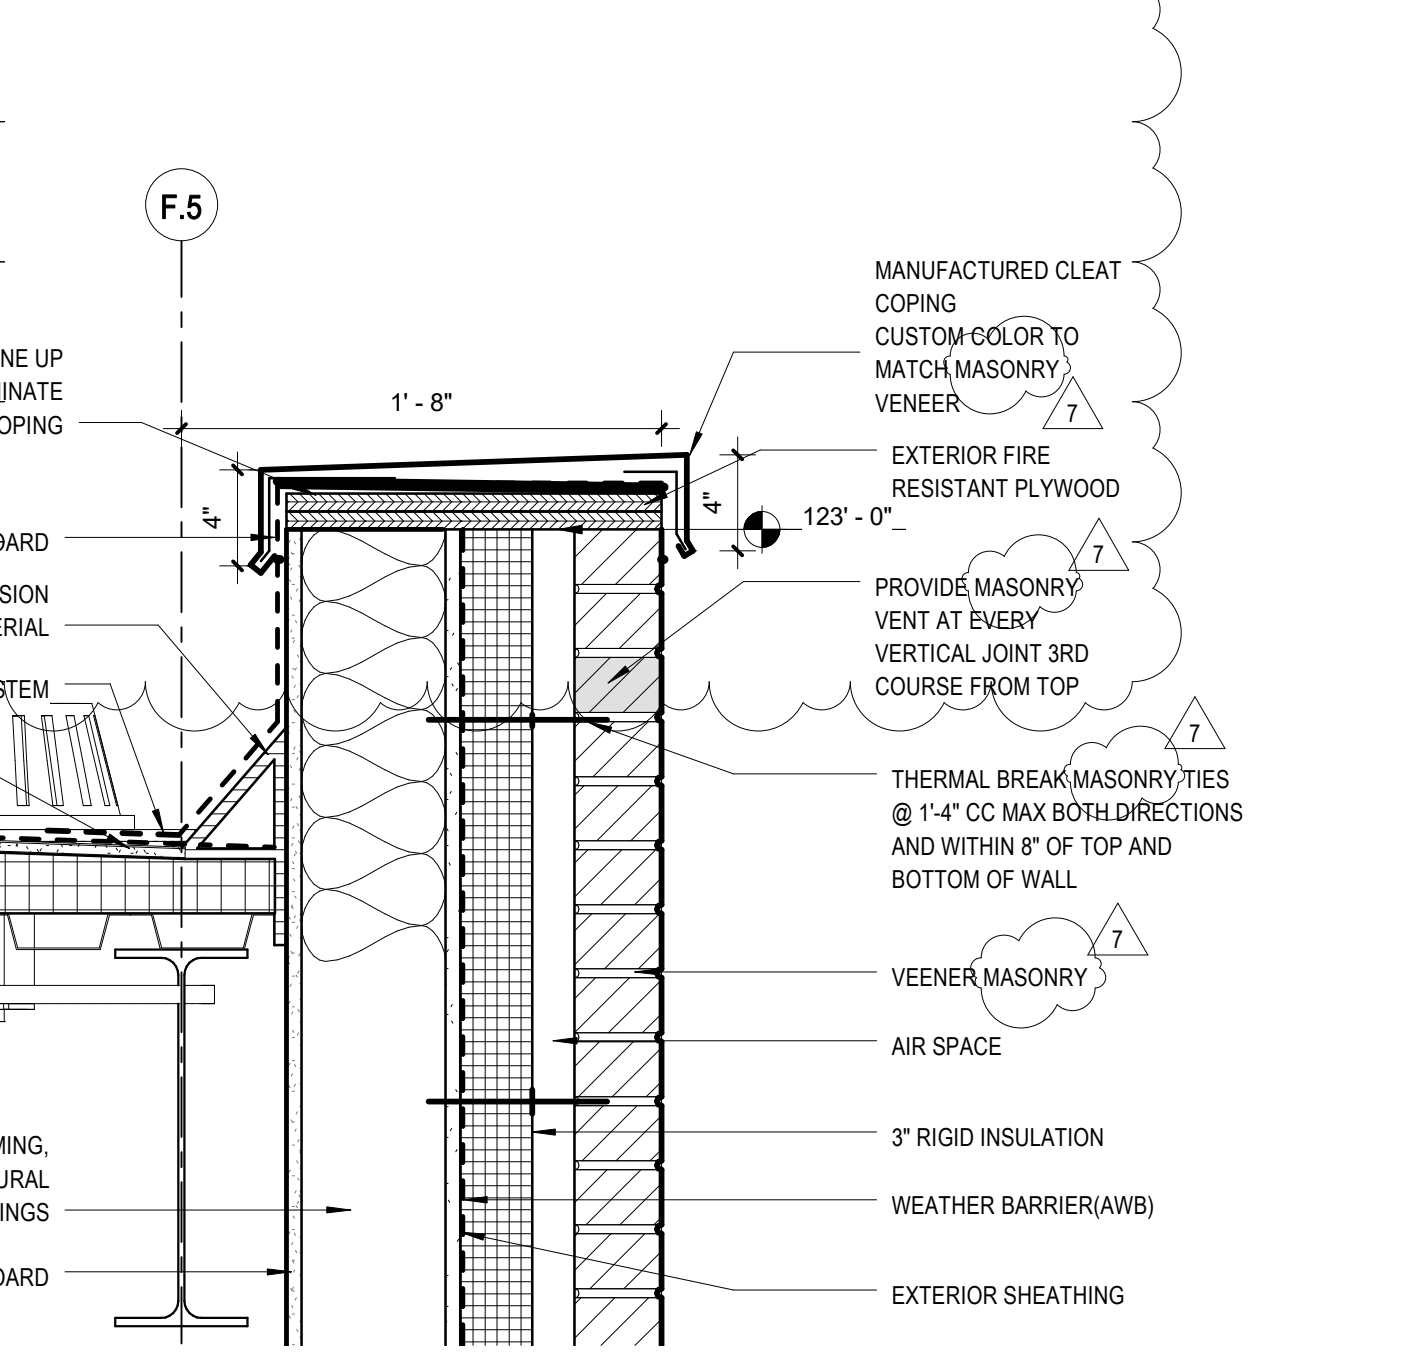 F.5
NE UP
INATE
OPING
1' - 8"
MANUFACTURED CLEAT
COPING
CUSTOM COLOR TO
MATCH MASONRY
VENEER
7
EXTERIOR FIRE
RESISTANT PLYWOOD
4"
4"
123' - 0"
OARD
SION
ERIAL
STEM
PROVIDE MASONRY
VENT AT EVERY
VERTICAL JOINT 3RD
COURSE FROM TOP
7
THERMAL BREAK MASONRY TIES
@ 1'-4" CC MAX BOTH DIRECTIONS
AND WITHIN 8" OF TOP AND
BOTTOM OF WALL
7
VEENER MASONRY
7
AIR SPACE
3" RIGID INSULATION
MING,
URAL
INGS
WEATHER BARRIER(AWB)
OARD
EXTERIOR SHEATHING